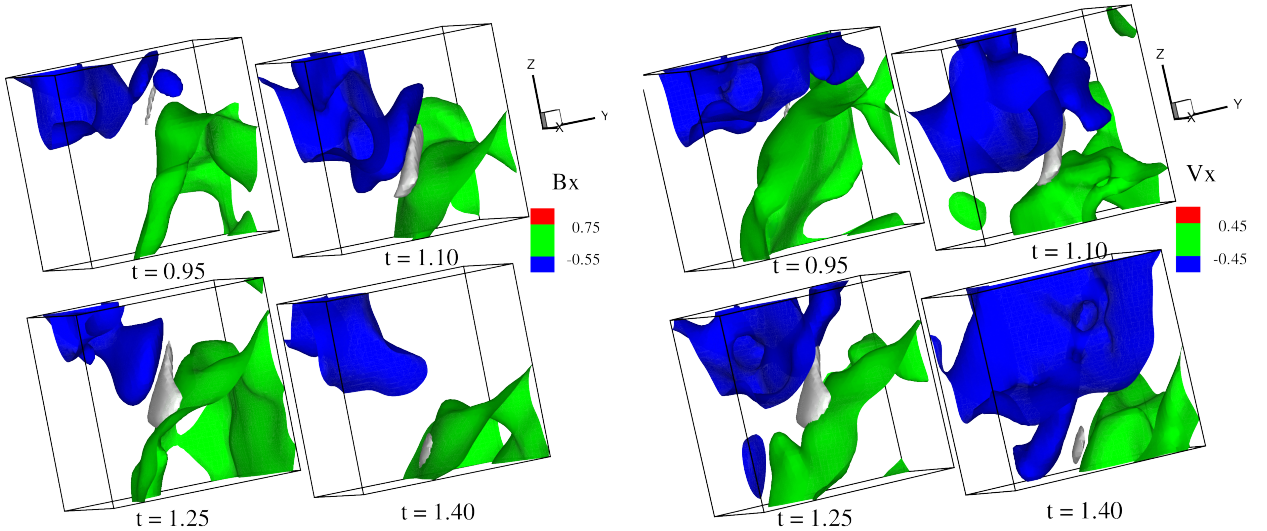 Z
Y
X
Bx
0.75
-0.55
t = 0.95
t = 1.10
t = 1.25
t = 1.40
Z
Y
X
Vx
0.45
-0.45
t = 0.95
t = 1.10
t = 1.25
t = 1.40